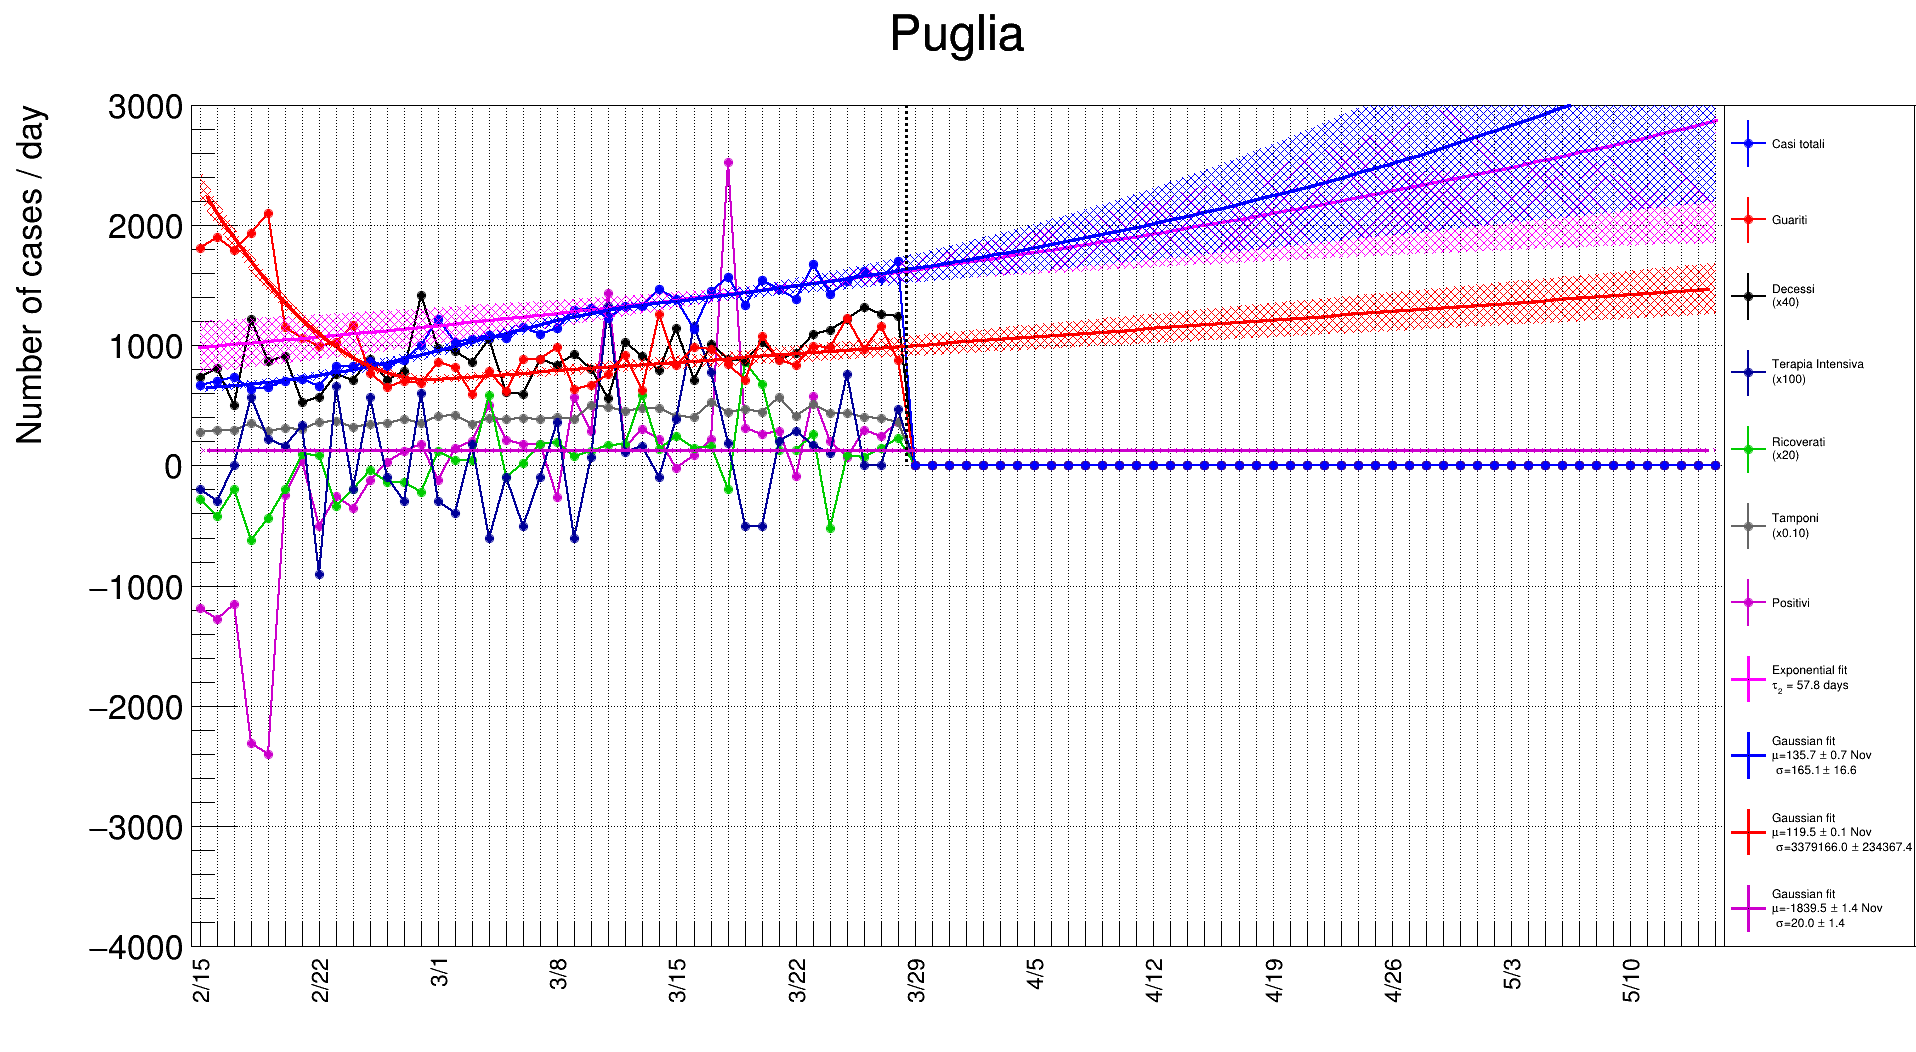 Puglia
Number of cases / day
3000
2000
1000
0
−1000
−2000
−3000
−4000
2/15
2/22
3/1
3/8
3/15
3/22
3/29
4/5
4/12
4/19
4/26
5/3
5/10
Casi totali
Guariti
Decessi
(x40)
Terapia Intensiva
(x100)
Ricoverati
(x20)
Tamponi
(x0.10)
Positivi
Exponential fit
τ2 = 57.8 days
Gaussian fit
μ=135.7 ± 0.7 Nov
σ=165.1 ± 16.6
Gaussian fit
μ=119.5 ± 0.1 Nov
σ=3379166.0 ± 234367.4
Gaussian fit
μ=-1839.5 ± 1.4 Nov
σ=20.0 ± 1.4